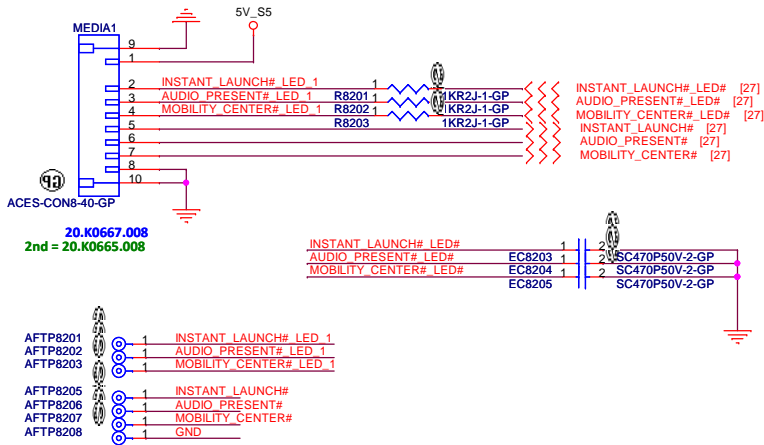 5V_S5
MEDIA1
9
1
2 INSTANT_LAUNCH#_LED_1 1 R8201 1KR2J-1-GP INSTANT_LAUNCH#_LED# [27]
3 AUDIO_PRESENT#_LED_1 1 R8202 AUDIO_PRESENT#_LED# [27]
4 MOBILITY_CENTER#_LED_1 1 R8203 1KR2J-1-GP MOBILITY_CENTER#_LED# [27]
5 INSTANT_LAUNCH# [27]
6 AUDIO_PRESENT# [27]
7 MOBILITY_CENTER# [27]
8
10
ACES-CON8-40-GP
20.K0667.008
2nd = 20.K0665.008
INSTANT_LAUNCH#_LED# 1 EC8203 2 SC470P50V-2-GP
AUDIO_PRESENT#_LED# 1 EC8204 2 SC470P50V-2-GP
MOBILITY_CENTER#_LED# 1 EC8205 2 SC470P50V-2-GP
AFTP8201 1 INSTANT_LAUNCH#_LED_1
AFTP8202 1 AUDIO_PRESENT#_LED_1
AFTP8203 1 MOBILITY_CENTER#_LED_1
AFTP8205 1 INSTANT_LAUNCH#
AFTP8206 1 AUDIO_PRESENT#
AFTP8207 1 MOBILITY_CENTER#
AFTP8208 1 GND